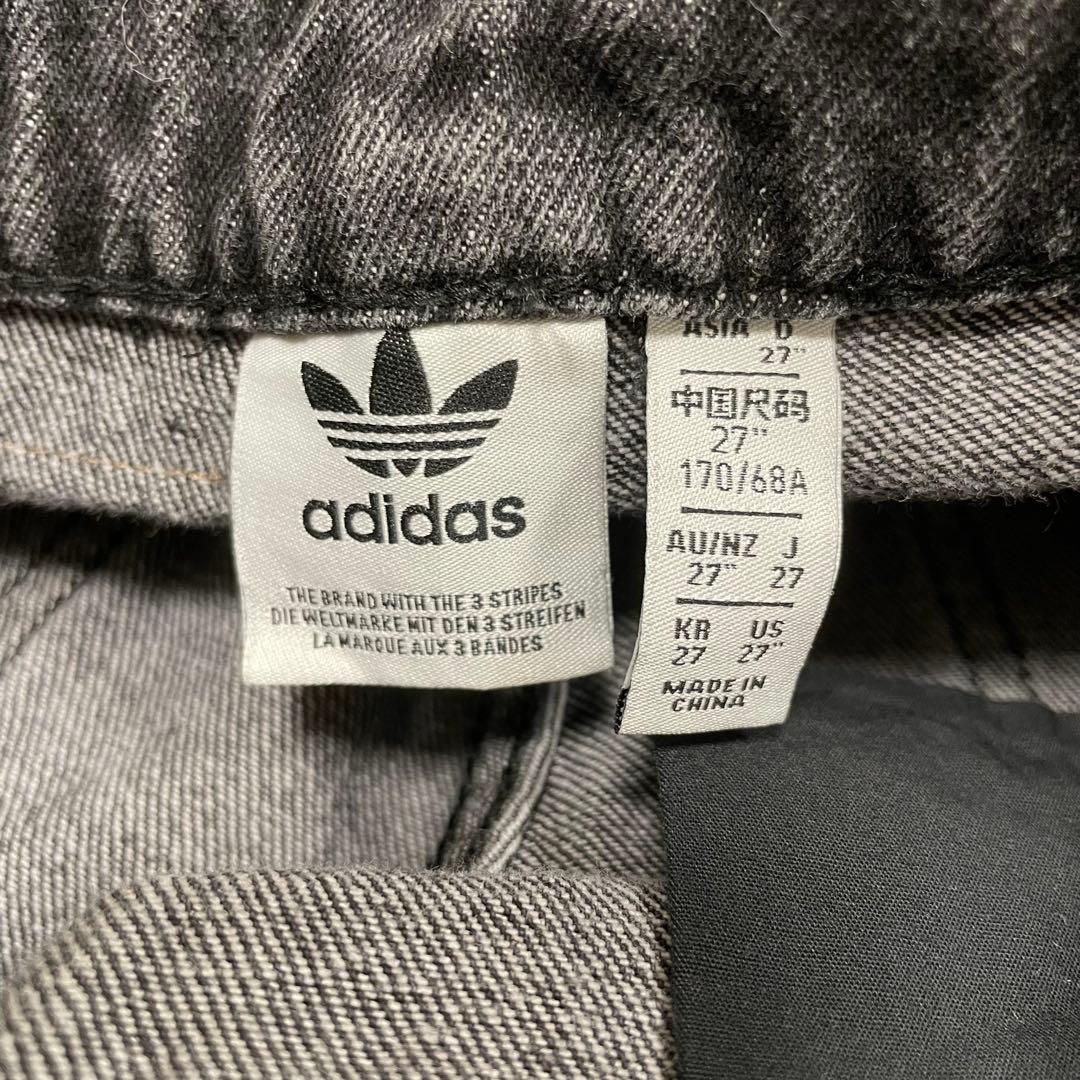 adidas
THE BRAND WITH THE 3 STRIPES
DIE WELTMARKE MIT DEN 3 STREIFEN
LA MARQUE AUX 3 BANDES
ASIA D
27"
中国尺码
27"
170/68A
AU/NZ J
27" 27
KR US
27 27"
MADE IN
CHINA